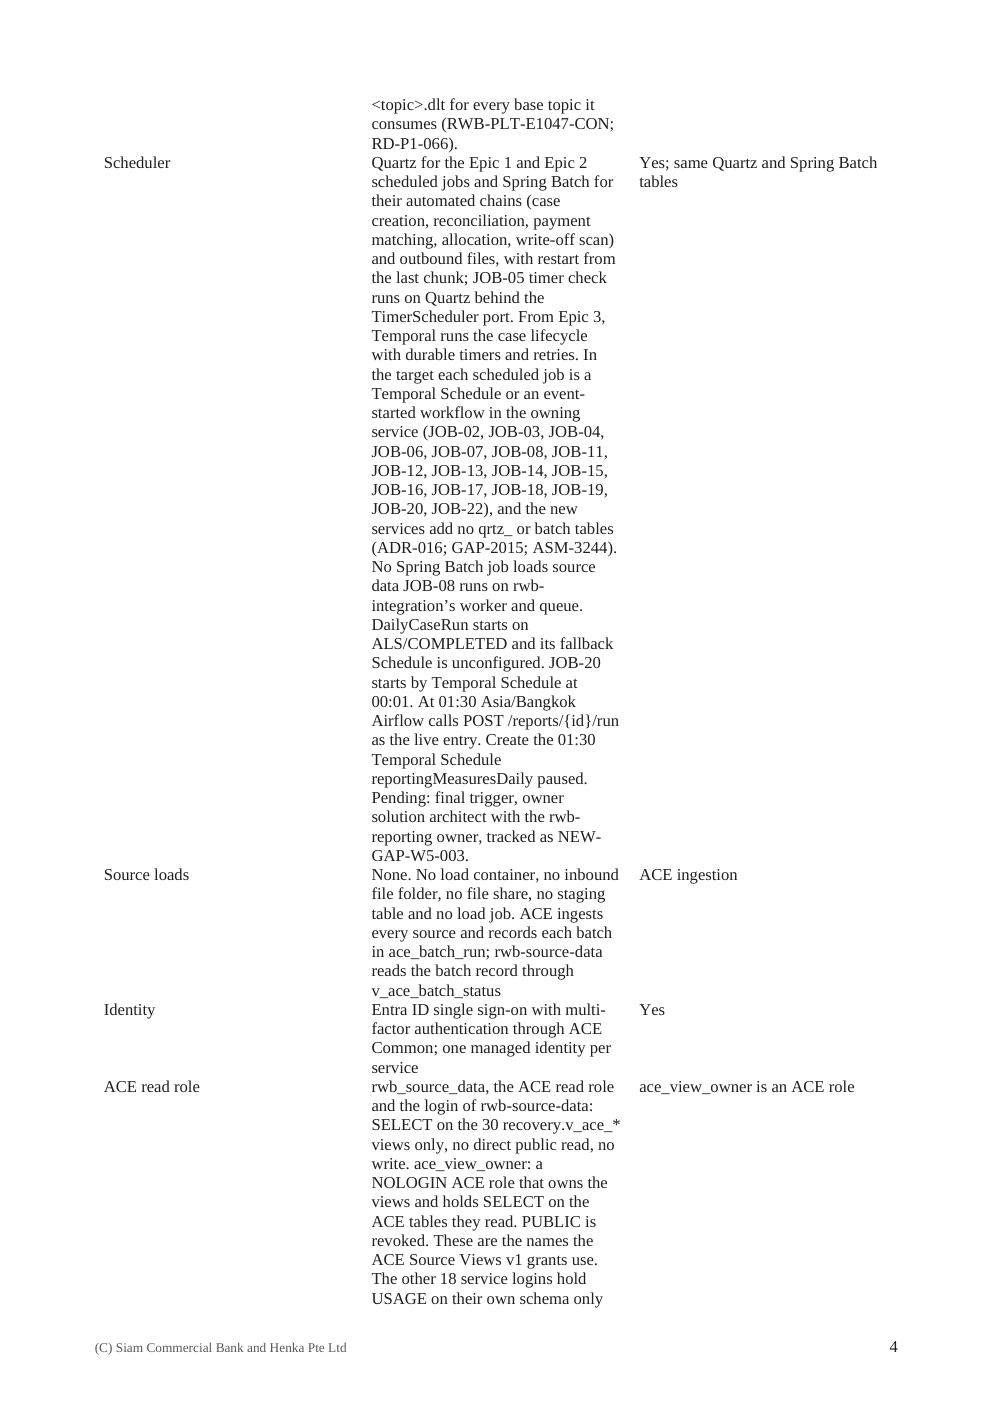 <topic>.dlt for every base topic it
consumes (RWB-PLT-E1047-CON;
RD-P1-066).
Scheduler
Quartz for the Epic 1 and Epic 2
scheduled jobs and Spring Batch for
their automated chains (case
creation, reconciliation, payment
matching, allocation, write-off scan)
and outbound files, with restart from
the last chunk; JOB-05 timer check
runs on Quartz behind the
TimerScheduler port. From Epic 3,
Temporal runs the case lifecycle
with durable timers and retries. In
the target each scheduled job is a
Temporal Schedule or an event-
started workflow in the owning
service (JOB-02, JOB-03, JOB-04,
JOB-06, JOB-07, JOB-08, JOB-11,
JOB-12, JOB-13, JOB-14, JOB-15,
JOB-16, JOB-17, JOB-18, JOB-19,
JOB-20, JOB-22), and the new
services add no qrtz_ or batch tables
(ADR-016; GAP-2015; ASM-3244).
No Spring Batch job loads source
data JOB-08 runs on rwb-
integration’s worker and queue.
DailyCaseRun starts on
ALS/COMPLETED and its fallback
Schedule is unconfigured. JOB-20
starts by Temporal Schedule at
00:01. At 01:30 Asia/Bangkok
Airflow calls POST /reports/{id}/run
as the live entry. Create the 01:30
Temporal Schedule
reportingMeasuresDaily paused.
Pending: final trigger, owner
solution architect with the rwb-
reporting owner, tracked as NEW-
GAP-W5-003.
Yes; same Quartz and Spring Batch
tables
Source loads
None. No load container, no inbound
file folder, no file share, no staging
table and no load job. ACE ingests
every source and records each batch
in ace_batch_run; rwb-source-data
reads the batch record through
v_ace_batch_status
ACE ingestion
Identity
Entra ID single sign-on with multi-
factor authentication through ACE
Common; one managed identity per
service
Yes
ACE read role
rwb_source_data, the ACE read role
and the login of rwb-source-data:
SELECT on the 30 recovery.v_ace_*
views only, no direct public read, no
write. ace_view_owner: a
NOLOGIN ACE role that owns the
views and holds SELECT on the
ACE tables they read. PUBLIC is
revoked. These are the names the
ACE Source Views v1 grants use.
The other 18 service logins hold
USAGE on their own schema only
ace_view_owner is an ACE role
(C) Siam Commercial Bank and Henka Pte Ltd
4